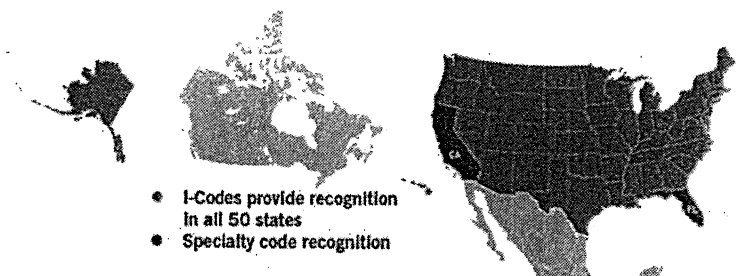 I-Codes provide recognition
in all 50 states
Specialty code recognition